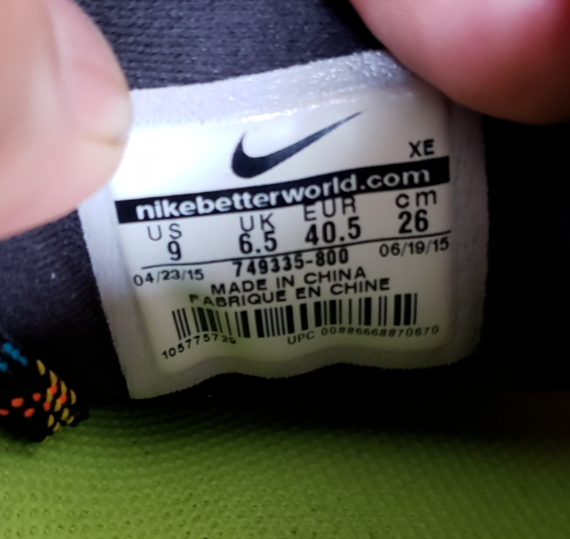 XE
nikebetterworld.com
US UK EUR cm
9 6.5 40.5 26
04/23/15 749335-800 06/19/15
MADE IN CHINA
FABRIQUE EN CHINE
105775729 UPC 00886668870670